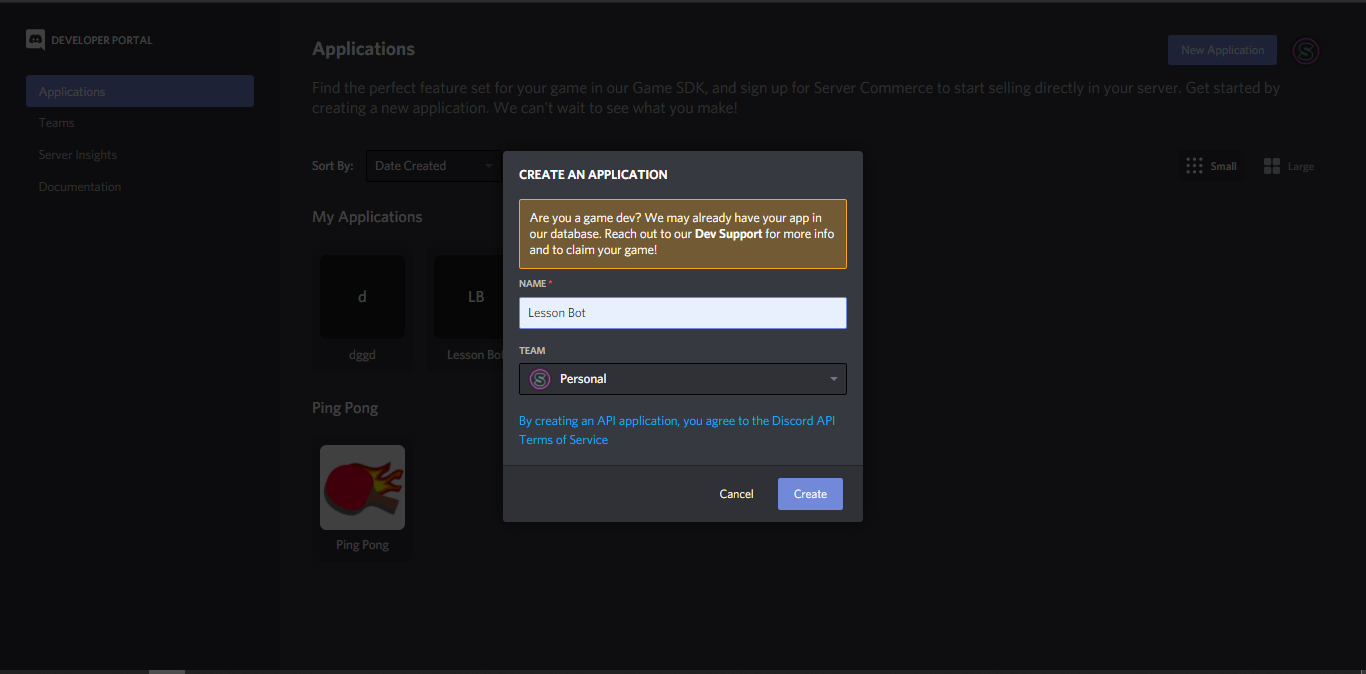 DEVELOPER PORTAL
Applications
Teams
Server Insights
Documentation
Applications
New Application
S
Find the perfect feature set for your game in our Game SDK, and sign up for Server Commerce to start selling directly in your server. Get started by
creating a new application. We can't wait to see what you make!
Sort By:
Date Created
Small
Large
My Applications
d
dggd
LB
Lesson Bot
Ping Pong
Ping Pong
CREATE AN APPLICATION
Are you a game dev? We may already have your app in
our database. Reach out to our Dev Support for more info
and to claim your game!
NAME *
Lesson Bot
TEAM
S
Personal
By creating an API application, you agree to the Discord API
Terms of Service
Cancel
Create